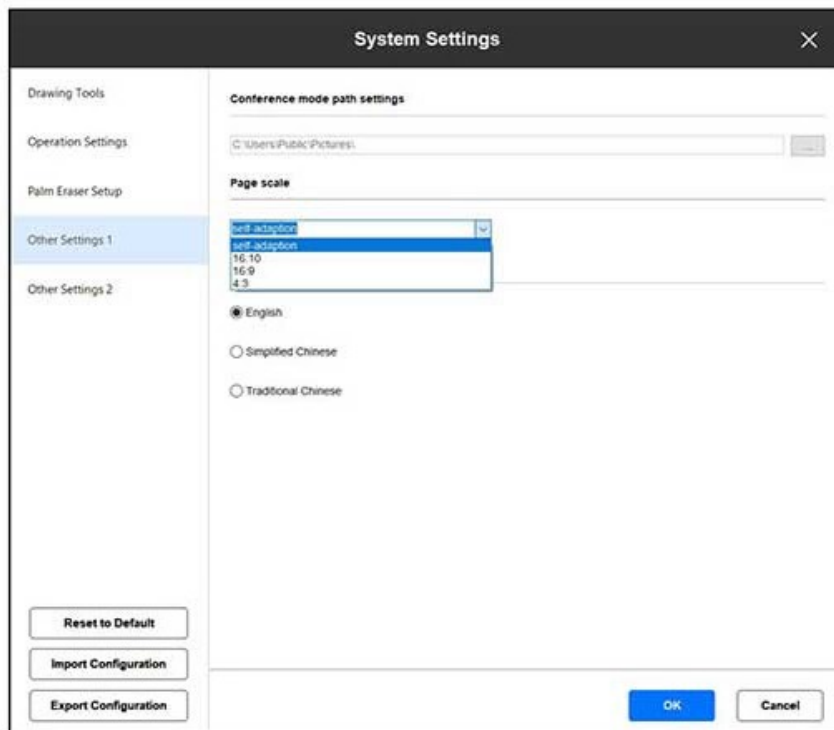 System Settings
Drawing Tools
Operation Settings
Palm Eraser Setup
Other Settings 1
Other Settings 2
Reset to Default
Import Configuration
Export Configuration
Conference mode path settings
C:\Users\Public\Pictures\
...
Page scale
self-adaption
self-adaption
16:10
16:9
4:3
English
Simplified Chinese
Traditional Chinese
OK
Cancel